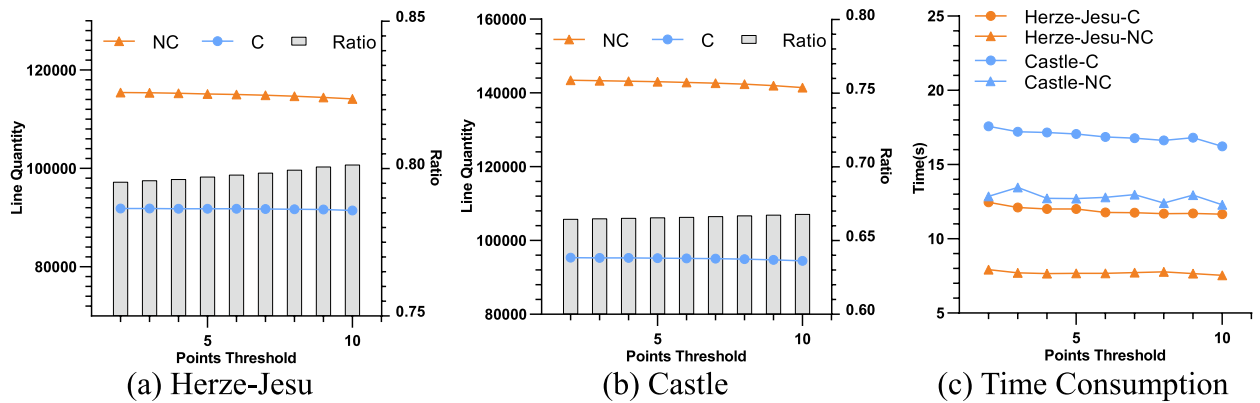 NC C Ratio
Line Quantity
120000
100000
80000
0.85
0.80
0.75
Ratio
5 10
Points Threshold
(a) Herze-Jesu
NC C Ratio
Line Quantity
160000
140000
120000
100000
80000
0.80
0.75
0.70
0.65
0.60
Ratio
5 10
Points Threshold
(b) Castle
Herze-Jesu-C
Herze-Jesu-NC
Castle-C
Castle-NC
Time(s)
25
20
15
10
5
5 10
Points Threshold
(c) Time Consumption